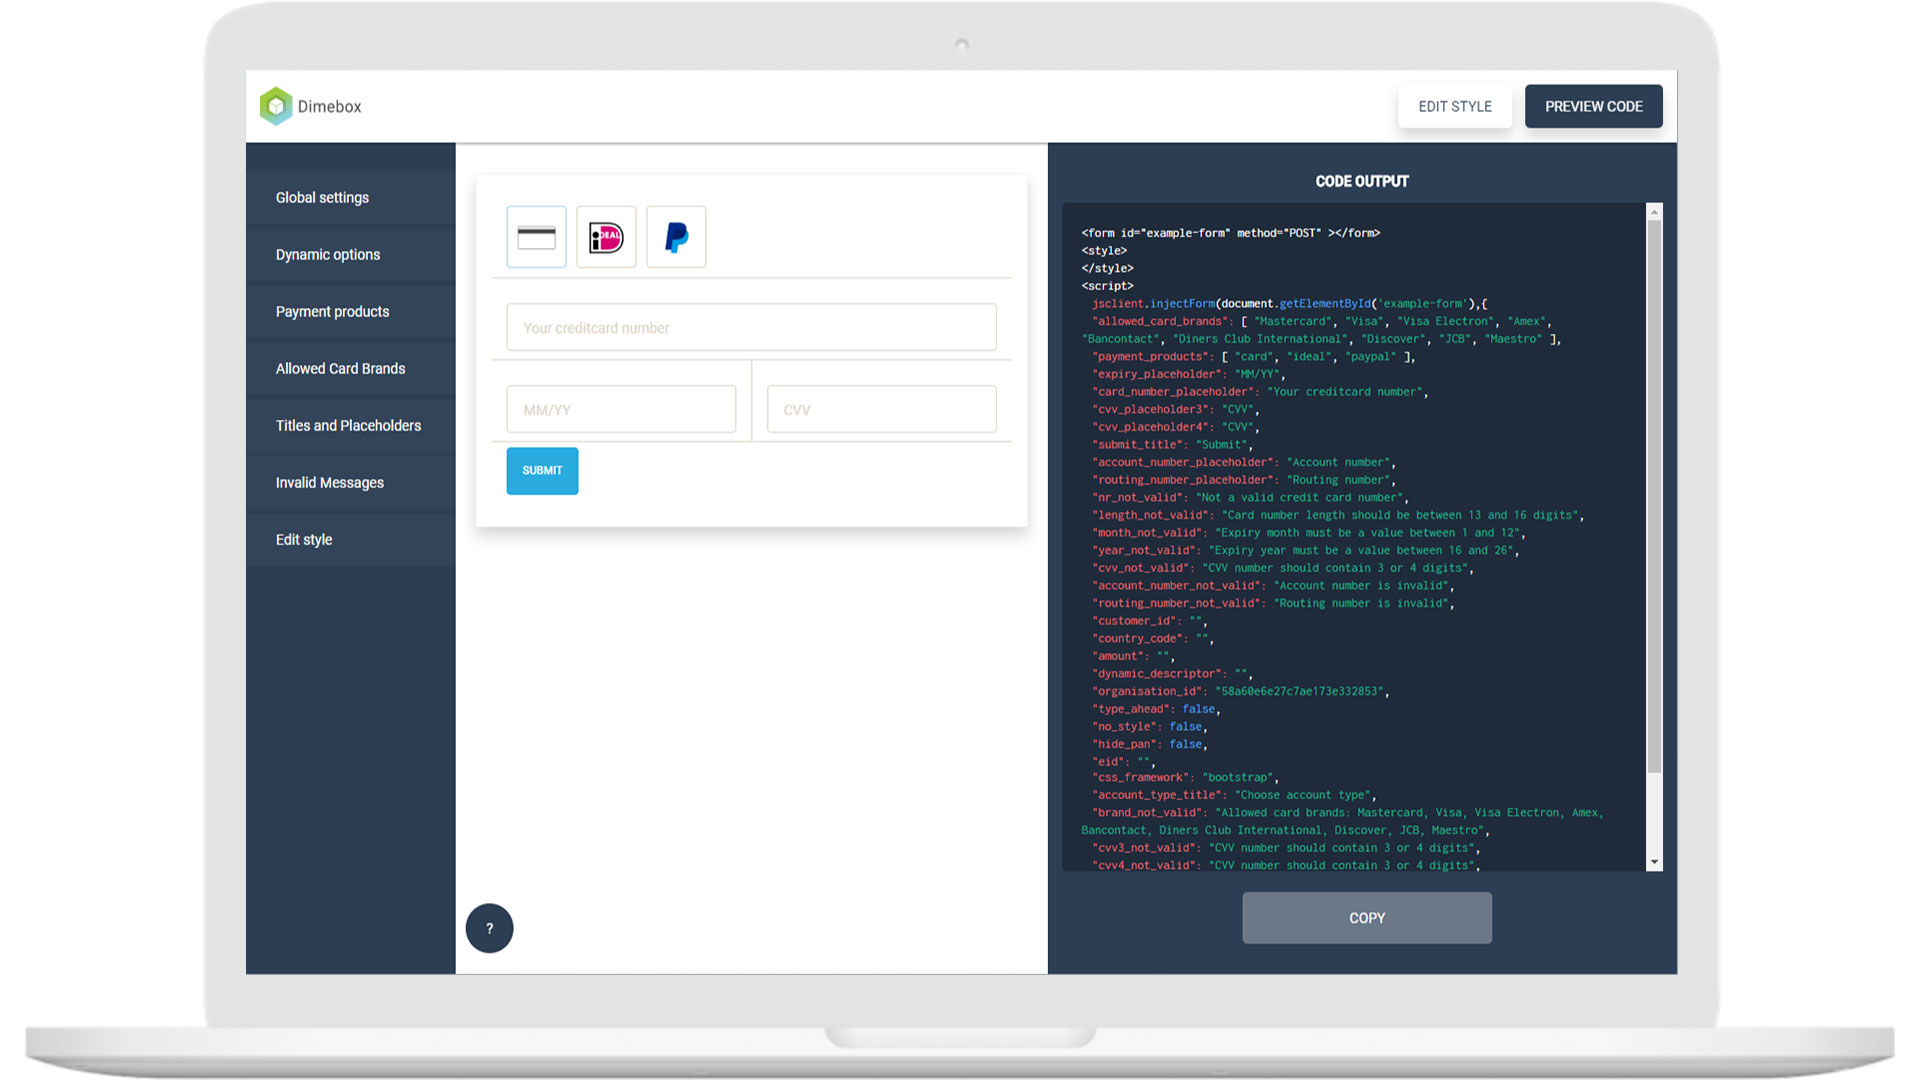 Dimebox
EDIT STYLE
PREVIEW CODE
Global settings
Dynamic options
Payment products
Allowed Card Brands
Titles and Placeholders
Invalid Messages
Edit style
iDEAL
Your creditcard number
MM/YY
CVV
SUBMIT
?
CODE OUTPUT
<form id="example-form" method="POST" ></form>
<style>
</style>
<script>
jsclient.injectForm(document.getElementById('example-form'),{
"allowed_card_brands": [ "Mastercard", "Visa", "Visa Electron", "Amex",
"Bancontact", "Diners Club International", "Discover", "JCB", "Maestro" ],
"payment_products": [ "card", "ideal", "paypal" ],
"expiry_placeholder": "MM/YY",
"card_number_placeholder": "Your creditcard number",
"cvv_placeholder3": "CVV",
"cvv_placeholder4": "CVV",
"submit_title": "Submit",
"account_number_placeholder": "Account number",
"routing_number_placeholder": "Routing number",
"nr_not_valid": "Not a valid credit card number",
"length_not_valid": "Card number length should be between 13 and 16 digits",
"month_not_valid": "Expiry month must be a value between 1 and 12",
"year_not_valid": "Expiry year must be a value between 16 and 26",
"cvv_not_valid": "CVV number should contain 3 or 4 digits",
"account_number_not_valid": "Account number is invalid",
"routing_number_not_valid": "Routing number is invalid",
"customer_id": "",
"country_code": "",
"amount": "",
"dynamic_descriptor": "",
"organisation_id": "58a60e6e27c7ae173e332853",
"type_ahead": false,
"no_style": false,
"hide_pan": false,
"eid": "",
"css_framework": "bootstrap",
"account_type_title": "Choose account type",
"brand_not_valid": "Allowed card brands: Mastercard, Visa, Visa Electron, Amex,
Bancontact, Diners Club International, Discover, JCB, Maestro",
"cvv3_not_valid": "CVV number should contain 3 or 4 digits",
"cvv4_not_valid": "CVV number should contain 3 or 4 digits",
COPY